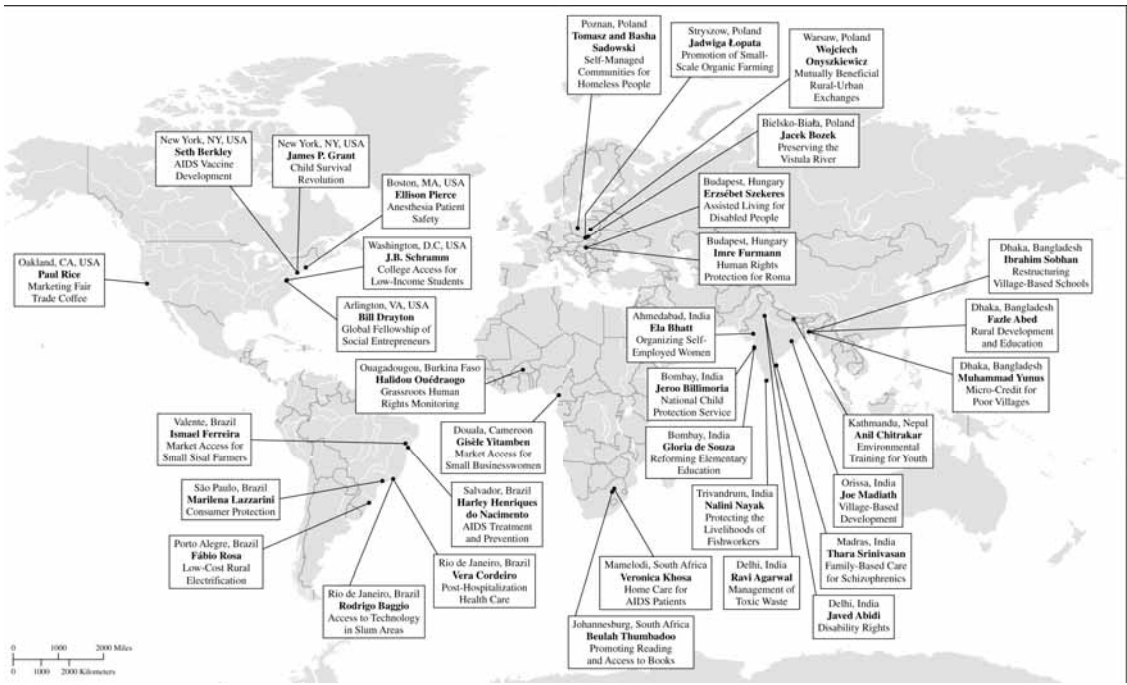 Poznan, Poland
Tomasz and Basha
Sadowski
Self-Managed
Communities for
Homeless People
Stryszow, Poland
Jadwiga Łopata
Promotion of Small-
Scale Organic Farming
Warsaw, Poland
Wojciech
Onyszkiewicz
Mutually Beneficial
Rural-Urban
Exchanges
Bielsko-Biała, Poland
Jacek Bozek
Preserving the
Vistula River
New York, NY, USA
Seth Berkley
AIDS Vaccine
Development
New York, NY, USA
James P. Grant
Child Survival
Revolution
Boston, MA, USA
Ellison Pierce
Anesthesia Patient
Safety
Budapest, Hungary
Erzsébet Szekeres
Assisted Living for
Disabled People
Washington, D.C, USA
J.B. Schramm
College Access for
Low-Income Students
Budapest, Hungary
Imre Furmann
Human Rights
Protection for Roma
Oakland, CA, USA
Paul Rice
Marketing Fair
Trade Coffee
Dhaka, Bangladesh
Ibrahim Sobhan
Restructuring
Village-Based Schools
Arlington, VA, USA
Bill Drayton
Global Fellowship of
Social Entrepreneurs
Ahmedabad, India
Ela Bhatt
Organizing Self-
Employed Women
Dhaka, Bangladesh
Fazle Abed
Rural Development
and Education
Ouagadougou, Burkina Faso
Halidou Ouédraogo
Grassroots Human
Rights Monitoring
Bombay, India
Jeroo Billimoria
National Child
Protection Service
Dhaka, Bangladesh
Muhammad Yunus
Micro-Credit for
Poor Villages
Valente, Brazil
Ismael Ferreira
Market Access for
Small Sisal Farmers
Douala, Cameroon
Gisèle Yitamben
Market Access for
Small Businesswomen
Bombay, India
Gloria de Souza
Reforming Elementary
Education
Kathmandu, Nepal
Anil Chitrakar
Environmental
Training for Youth
São Paulo, Brazil
Marilena Lazzarini
Consumer Protection
Salvador, Brazil
Harley Henriques
do Nacimento
AIDS Treatment
and Prevention
Trivandrum, India
Nalini Nayak
Protecting the
Livelihoods of
Fishworkers
Orissa, India
Joe Madiath
Village-Based
Development
Porto Alegre, Brazil
Fábio Rosa
Low-Cost Rural
Electrification
Rio de Janeiro, Brazil
Vera Cordeiro
Post-Hospitalization
Health Care
Mamelodi, South Africa
Veronica Khosa
Home Care for
AIDS Patients
Delhi, India
Ravi Agarwal
Management of
Toxic Waste
Madras, India
Thara Srinivasan
Family-Based Care
for Schizophrenics
Rio de Janeiro, Brazil
Rodrigo Baggio
Access to Technology
in Slum Areas
Johannesburg, South Africa
Beulah Thumbadoo
Promoting Reading
and Access to Books
Delhi, India
Javed Abidi
Disability Rights
0 1000 2000 Miles
0 1000 2000 Kilometers